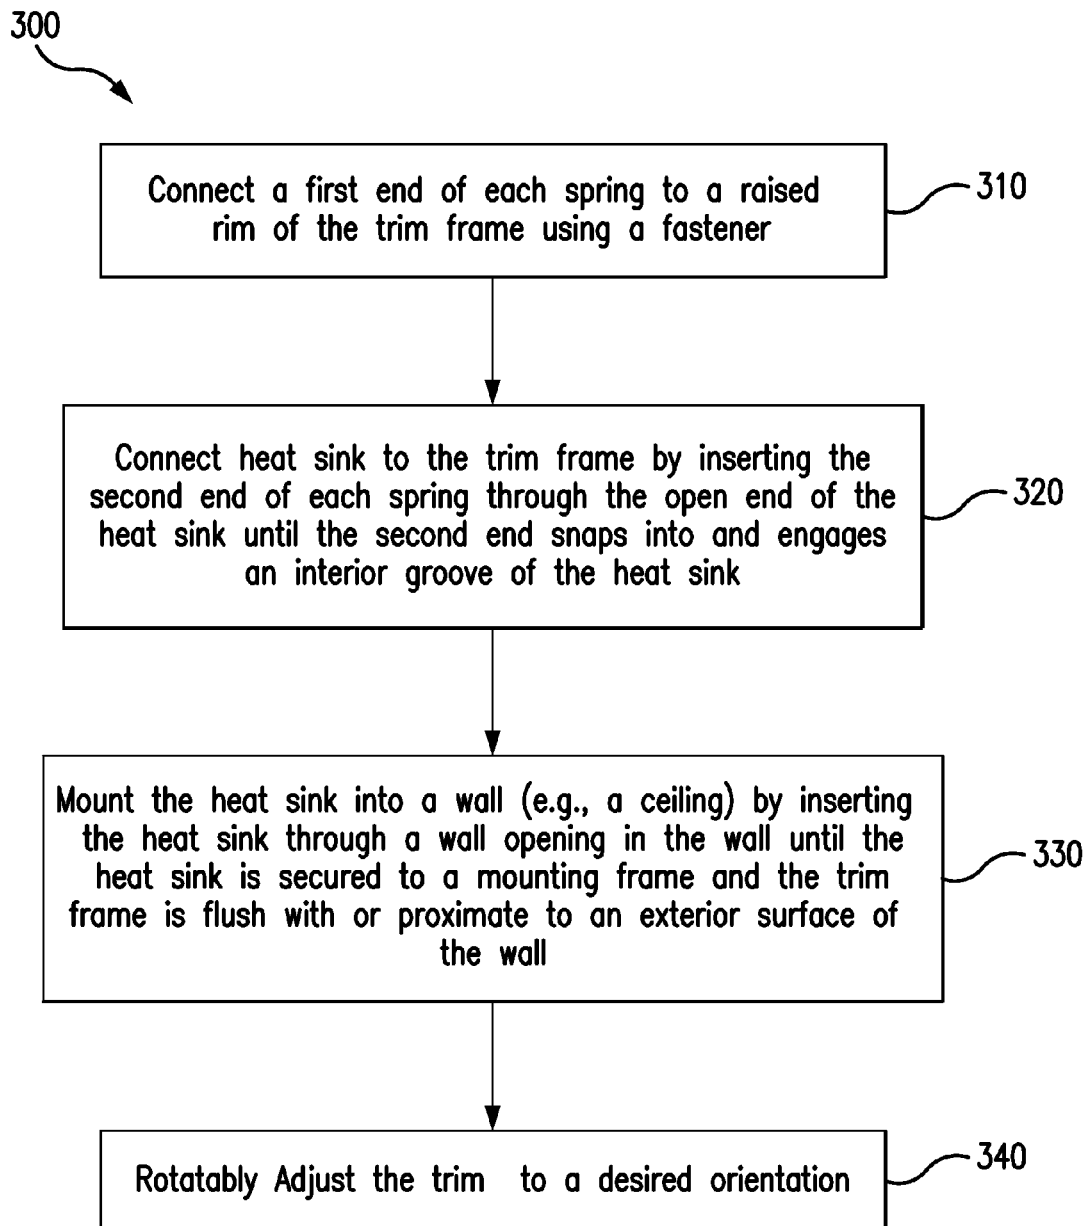 300
Connect a first end of each spring to a raised
rim of the trim frame using a fastener
310
Connect heat sink to the trim frame by inserting the
second end of each spring through the open end of the
heat sink until the second end snaps into and engages
an interior groove of the heat sink
320
Mount the heat sink into a wall (e.g., a ceiling) by inserting
the heat sink through a wall opening in the wall until the
heat sink is secured to a mounting frame and the trim
frame is flush with or proximate to an exterior surface of
the wall
330
Rotatably Adjust the trim to a desired orientation
340